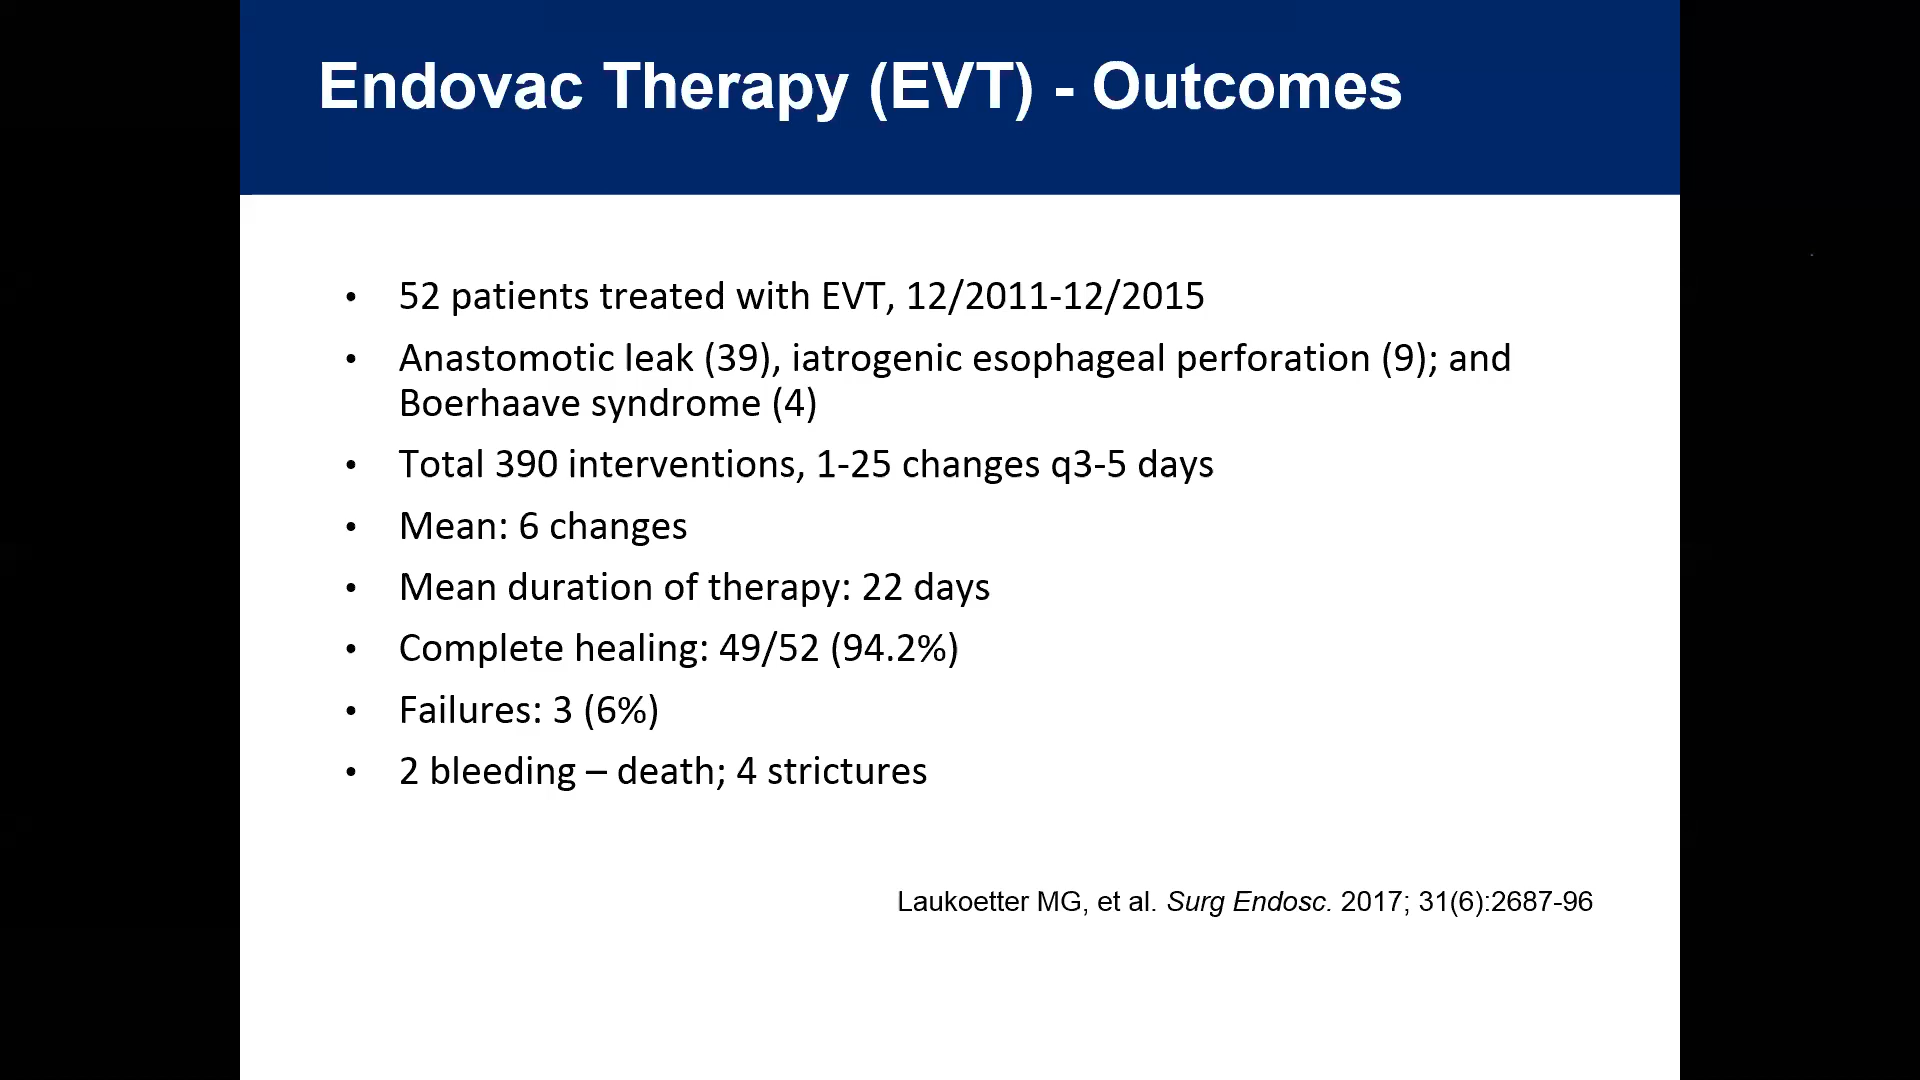 Endovac Therapy (EVT) - Outcomes
• 52 patients treated with EVT, 12/2011-12/2015
• Anastomotic leak (39), iatrogenic esophageal perforation (9); and
Boerhaave syndrome (4)
• Total 390 interventions, 1-25 changes q3-5 days
• Mean: 6 changes
• Mean duration of therapy: 22 days
• Complete healing: 49/52 (94.2%)
• Failures: 3 (6%)
• 2 bleeding – death; 4 strictures
Laukoetter MG, et al. Surg Endosc. 2017; 31(6):2687-96